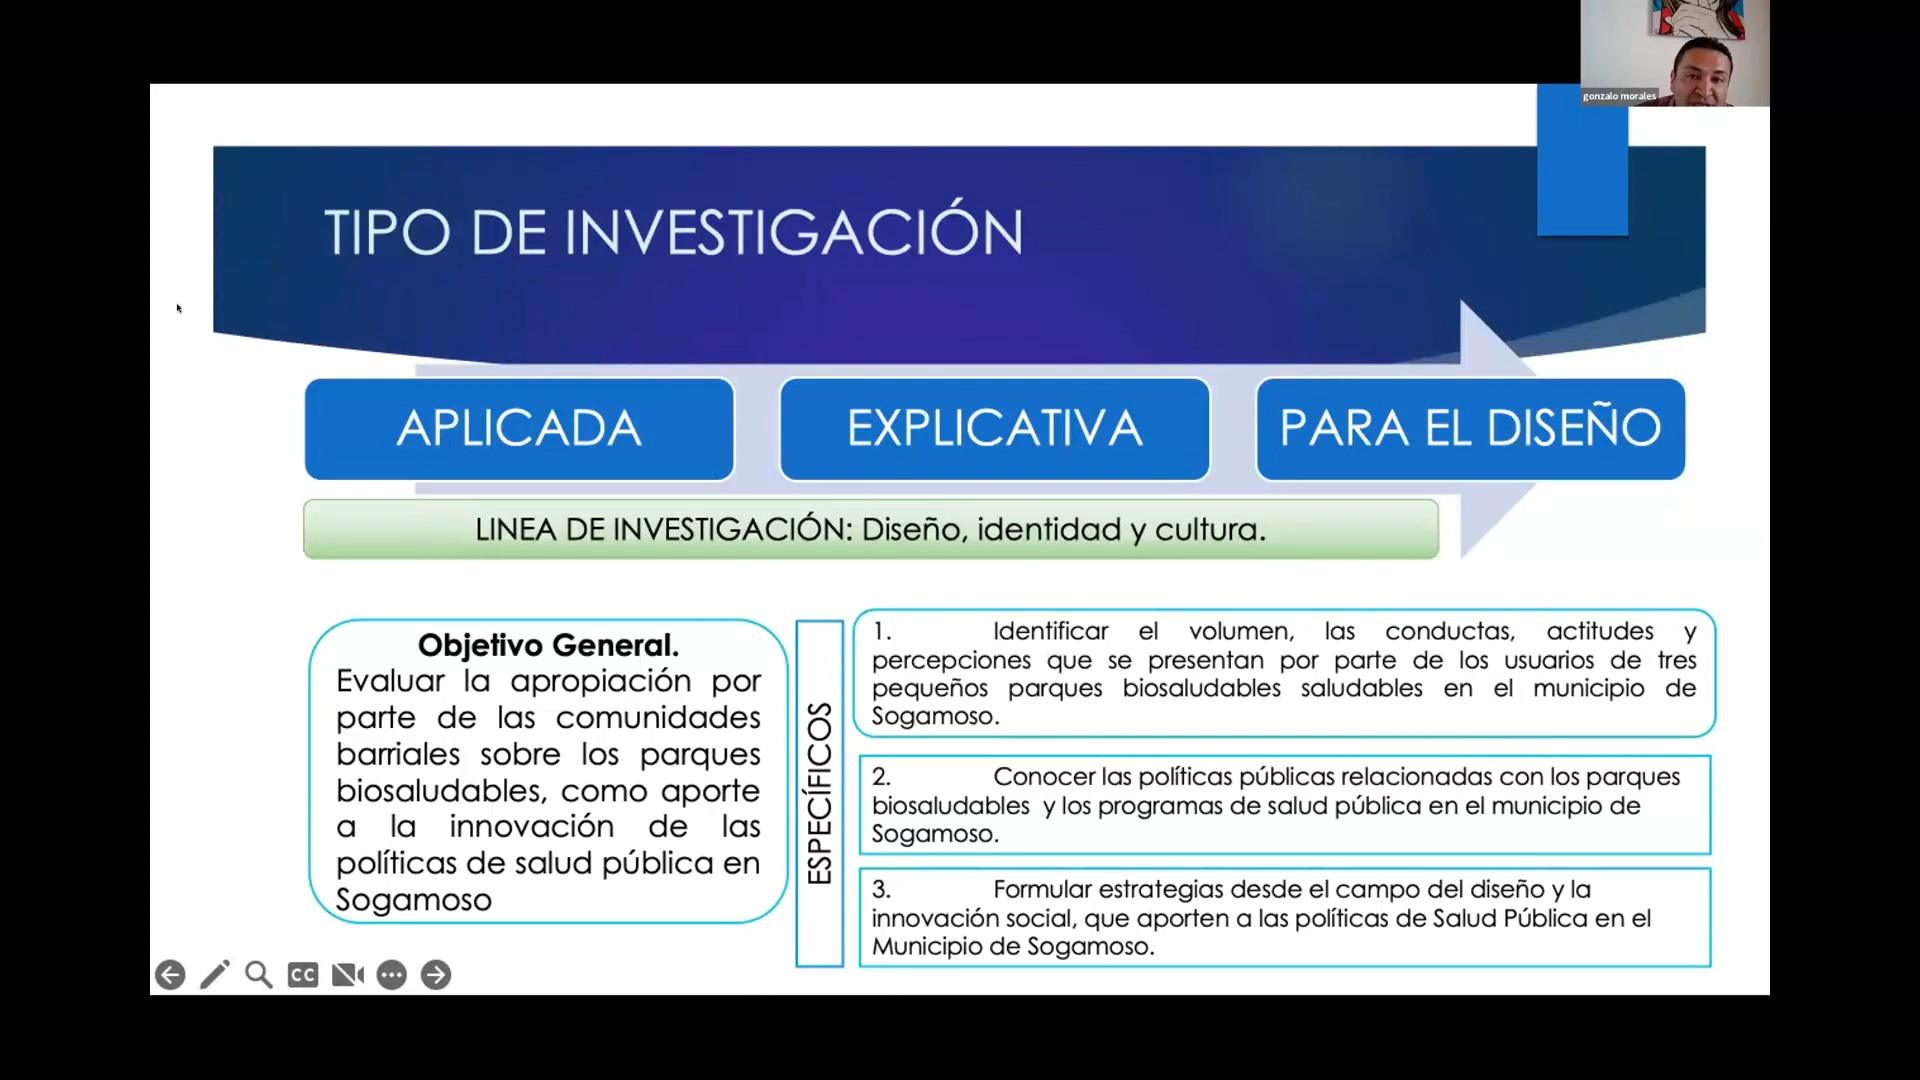 gonzalo morales
TIPO DE INVESTIGACIÓN
APLICADA
EXPLICATIVA
PARA EL DISEÑO
LINEA DE INVESTIGACIÓN: Diseño, identidad y cultura.
Objetivo General.
Evaluar la apropiación por
parte de las comunidades
barriales sobre los parques
biosaludables, como aporte
a la innovación de las
políticas de salud pública en
Sogamoso
ESPECÍFICOS
1. Identificar el volumen, las conductas, actitudes y
percepciones que se presentan por parte de los usuarios de tres
pequeños parques biosaludables saludables en el municipio de
Sogamoso.
2. Conocer las políticas públicas relacionadas con los parques
biosaludables y los programas de salud pública en el municipio de
Sogamoso.
3. Formular estrategias desde el campo del diseño y la
innovación social, que aporten a las políticas de Salud Pública en el
Municipio de Sogamoso.
CC